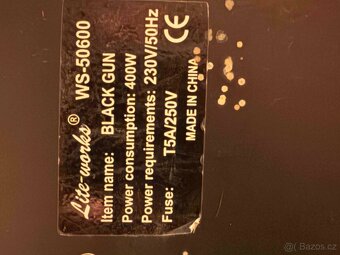 Lite-works® WS-50600
Item name: BLACK GUN
Power consumption: 400W
Power requirements: 230V/50Hz
Fuse: T5A/250V
MADE IN CHINA
CE
© Bazos.cz